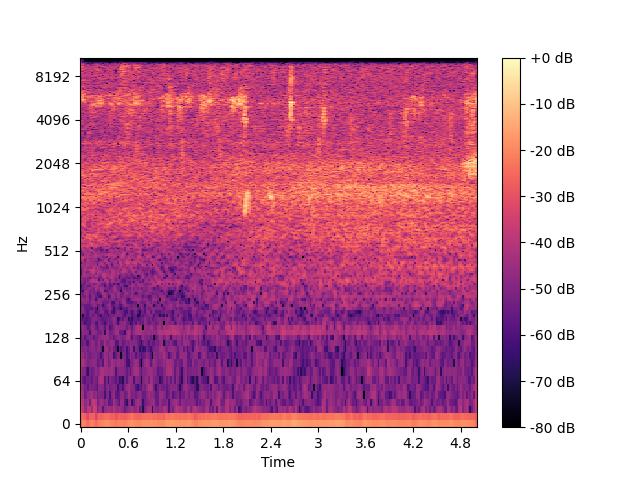 8192
4096
2048
1024
512
256
128
64
0
Hz
0 0.6 1.2 1.8 2.4 3 3.6 4.2 4.8
Time
+0 dB
-10 dB
-20 dB
-30 dB
-40 dB
-50 dB
-60 dB
-70 dB
-80 dB